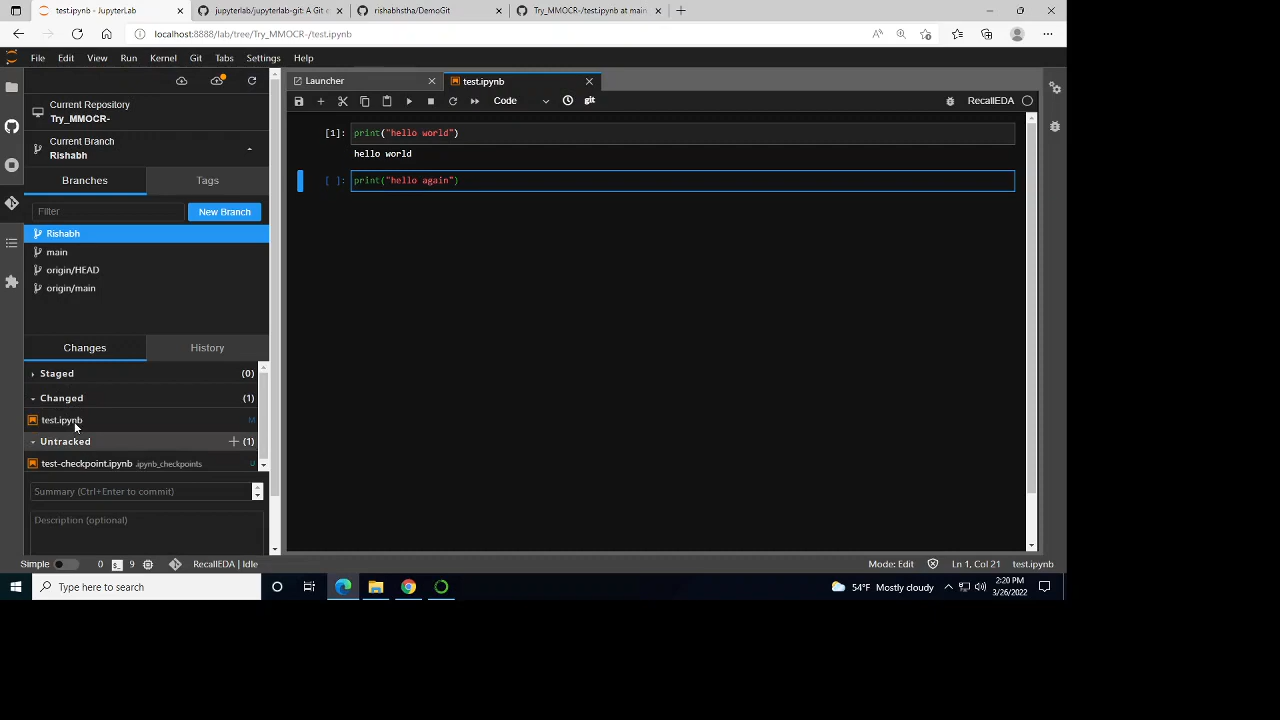 test.ipynb - JupyterLab
jupyterlab/jupyterlab-git: A Git e
rishabhstha/DemoGit
Try_MMOCR-/test.ipynb at main
localhost:8888/lab/tree/Try_MMOCR-/test.ipynb
File Edit View Run Kernel Git Tabs Settings Help
Launcher
test.ipynb
Code
git
RecallEDA
Current Repository
Try_MMOCR-
Current Branch
Rishabh
Branches
Tags
Filter
New Branch
Rishabh
main
origin/HEAD
origin/main
Changes
History
Staged (0)
Changed (1)
test.ipynb M
Untracked (1)
test-checkpoint.ipynb .ipynb_checkpoints U
Summary (Ctrl+Enter to commit)
Description (optional)
[1]: print("hello world")
hello world
[ ]: print("hello again")
Simple 0 9 RecallEDA | Idle
Mode: Edit Ln 1, Col 21 test.ipynb
Type here to search
54°F Mostly cloudy
2:20 PM
3/26/2022